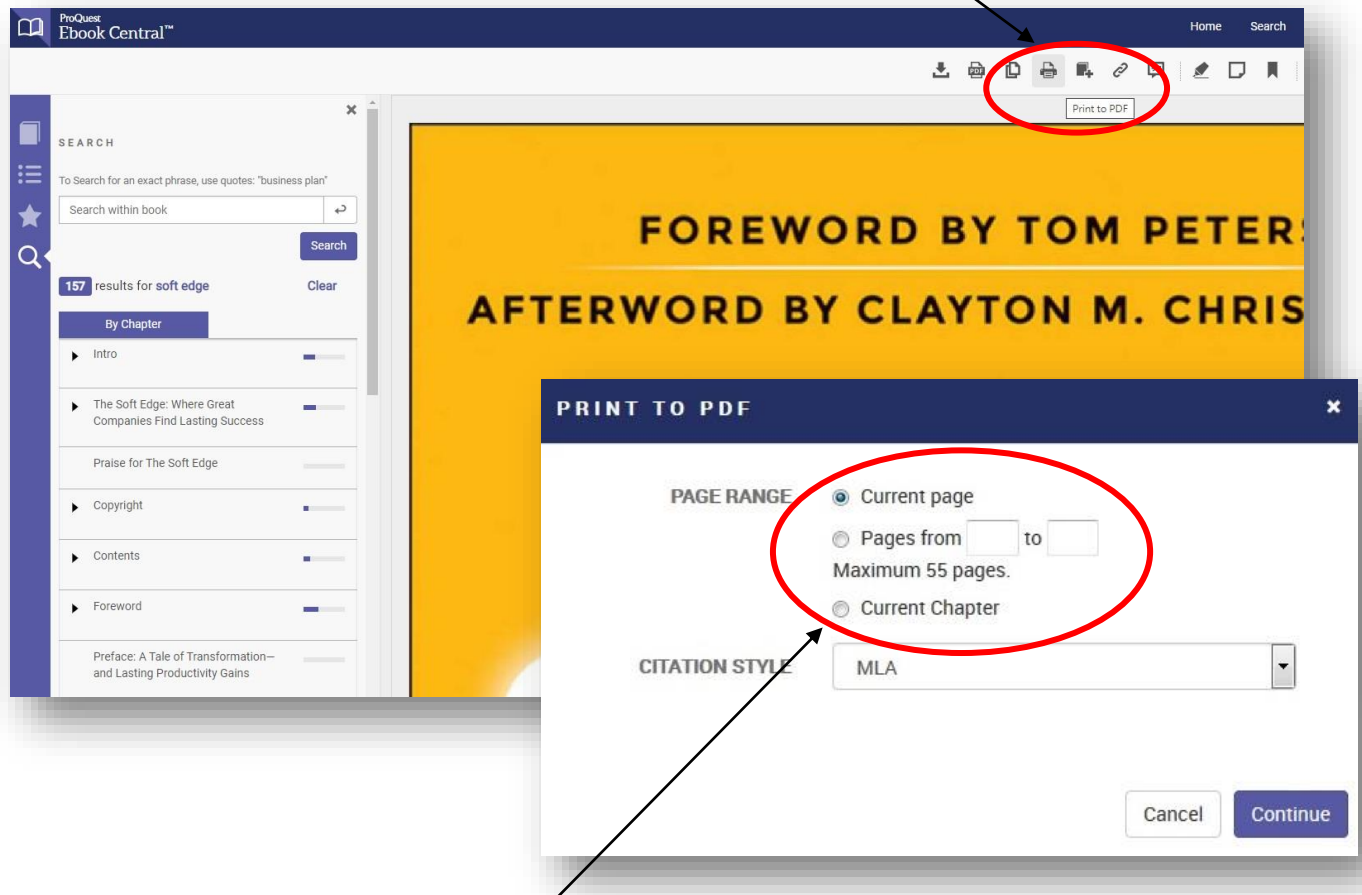 ProQuest
Ebook Central™
Home Search
PDF
Print to PDF
SEARCH
To Search for an exact phrase, use quotes: "business plan"
Search within book
Search
157 results for soft edge Clear
By Chapter
Intro
The Soft Edge: Where Great
Companies Find Lasting Success
Praise for The Soft Edge
Copyright
Contents
Foreword
Preface: A Tale of Transformation—
and Lasting Productivity Gains
FOREWORD BY TOM PETERS
AFTERWORD BY CLAYTON M. CHRIS
PRINT TO PDF
PAGE RANGE Current page
Pages from to
Maximum 55 pages.
Current Chapter
CITATION STYLE MLA
Cancel Continue